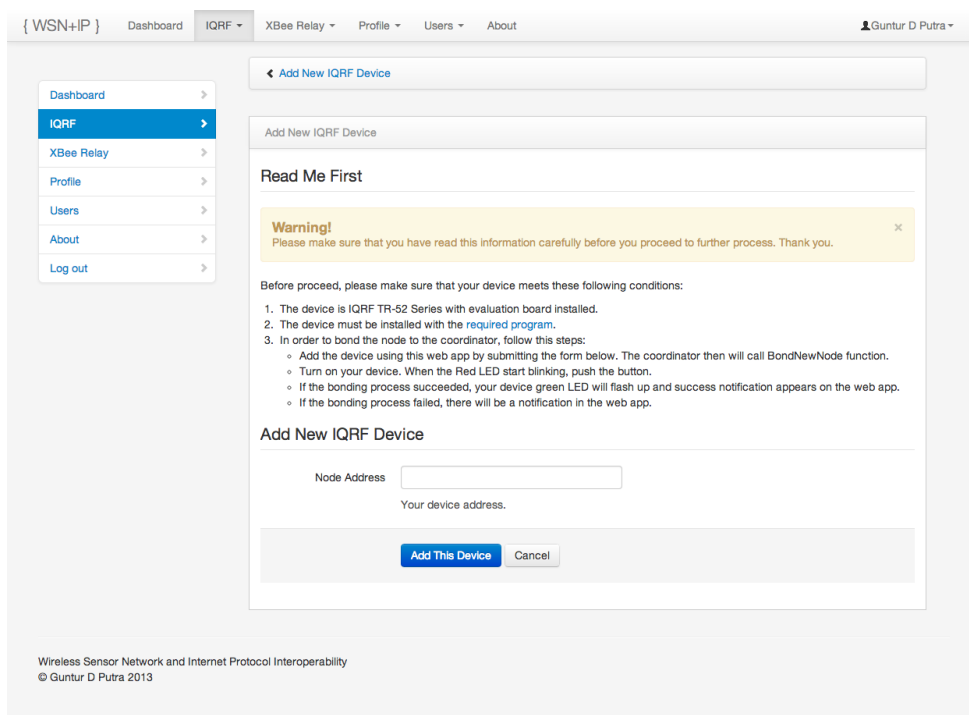 { WSN+IP } Dashboard IQRF XBee Relay Profile Users About Guntur D Putra
Add New IQRF Device
Dashboard
IQRF
XBee Relay
Profile
Users
About
Log out
Add New IQRF Device
Read Me First
Warning!
Please make sure that you have read this information carefully before you proceed to further process. Thank you.
Before proceed, please make sure that your device meets these following conditions:
1. The device is IQRF TR-52 Series with evaluation board installed.
2. The device must be installed with the required program.
3. In order to bond the node to the coordinator, follow this steps:
Add the device using this web app by submitting the form below. The coordinator then will call BondNewNode function.
Turn on your device. When the Red LED start blinking, push the button.
If the bonding process succeeded, your device green LED will flash up and success notification appears on the web app.
If the bonding process failed, there will be a notification in the web app.
Add New IQRF Device
Node Address
Your device address.
Add This Device Cancel
Wireless Sensor Network and Internet Protocol Interoperability
© Guntur D Putra 2013